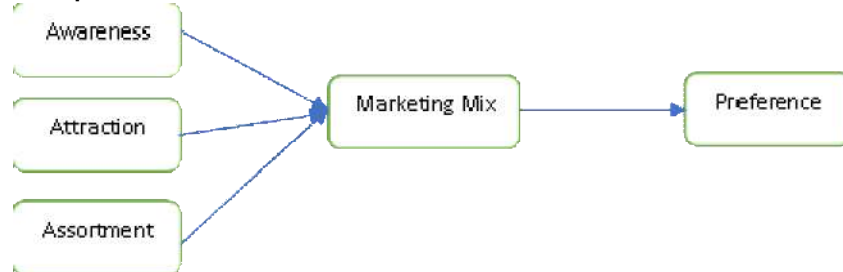 Awareness
Attraction
Assortment
Marketing Mix
Preference